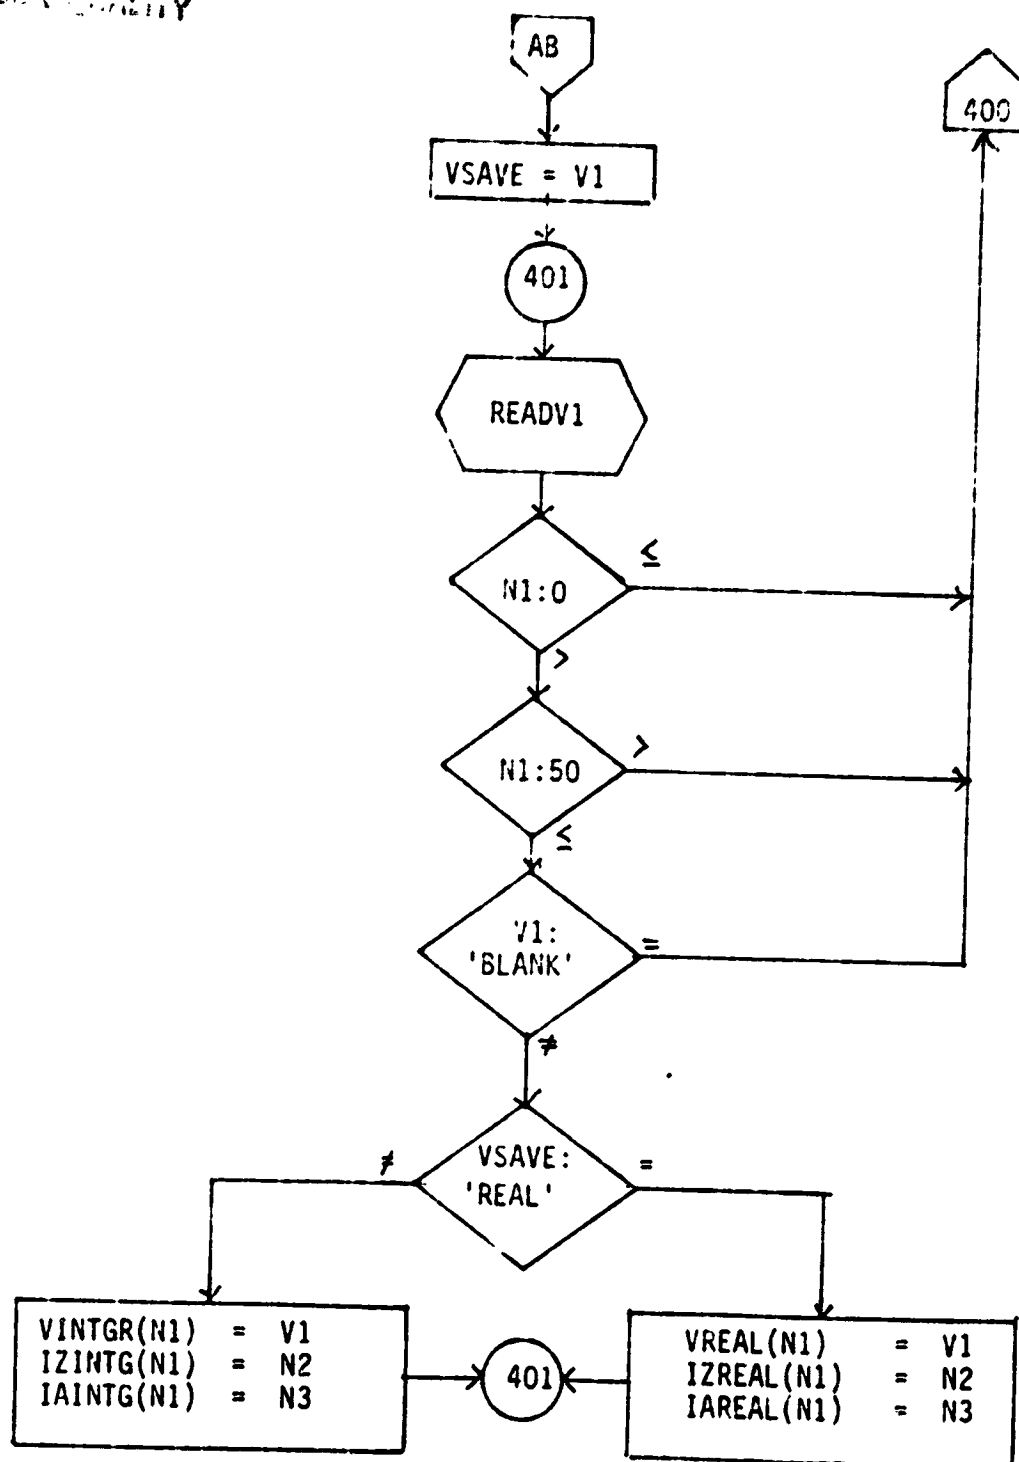 AB
400
VSAVE = V1
401
READV1
≤
N1:0
>
>
N1:50
≤
V1:
=
'BLANK'
≠
≠
VSAVE:
=
'REAL'
VINTGR(N1) = V1
IZINTG(N1) = N2
IAINTG(N1) = N3
401
VREAL(N1) = V1
IZREAL(N1) = N2
IAREAL(N1) = N3